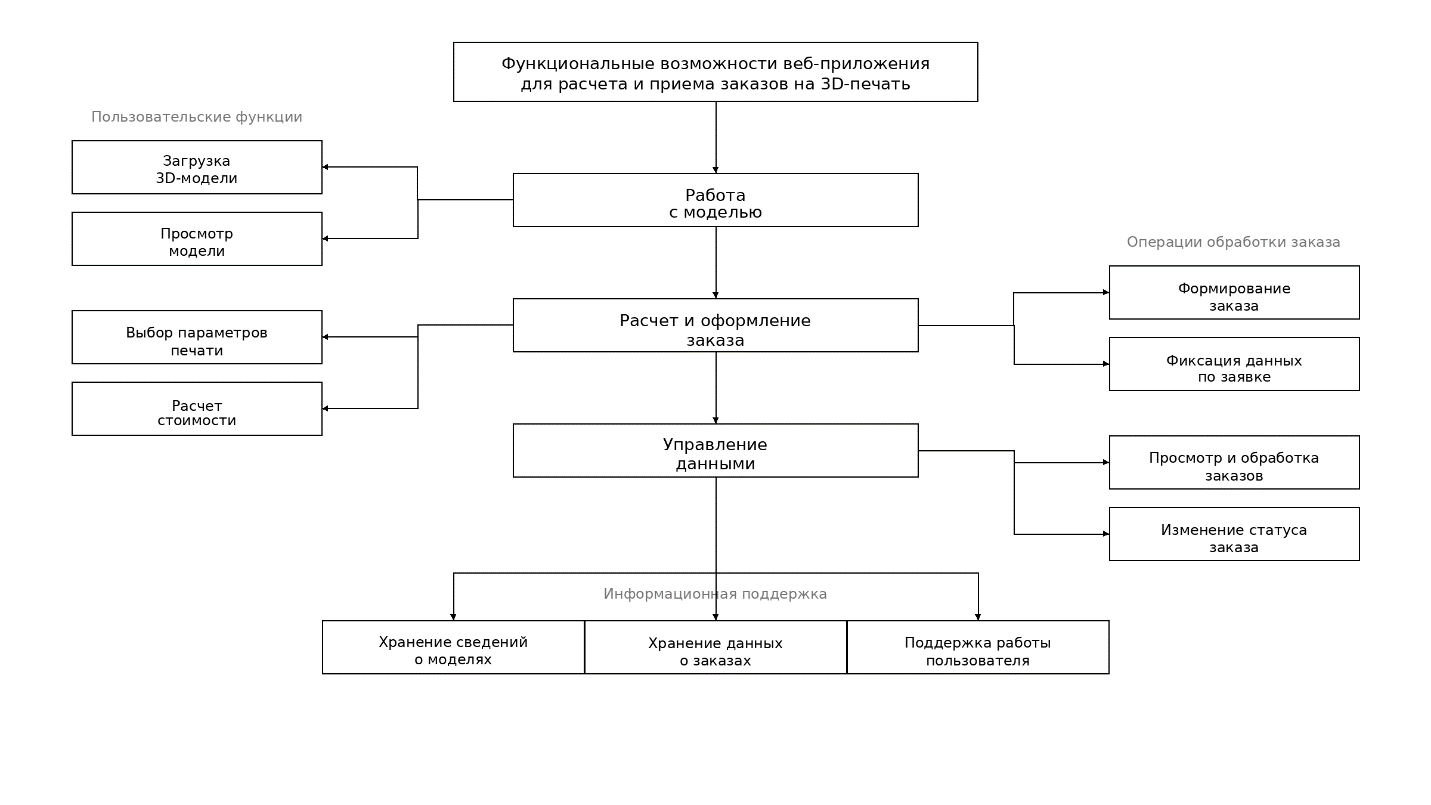 Функциональные возможности веб-приложения
для расчета и приема заказов на 3D-печать
Пользовательские функции
Загрузка
3D-модели
Просмотр
модели
Работа
с моделью
Операции обработки заказа
Формирование
заказа
Выбор параметров
печати
Расчет и оформление
заказа
Фиксация данных
по заявке
Расчет
стоимости
Управление
данными
Просмотр и обработка
заказов
Изменение статуса
заказа
Информационная поддержка
Хранение сведений
о моделях
Хранение данных
о заказах
Поддержка работы
пользователя